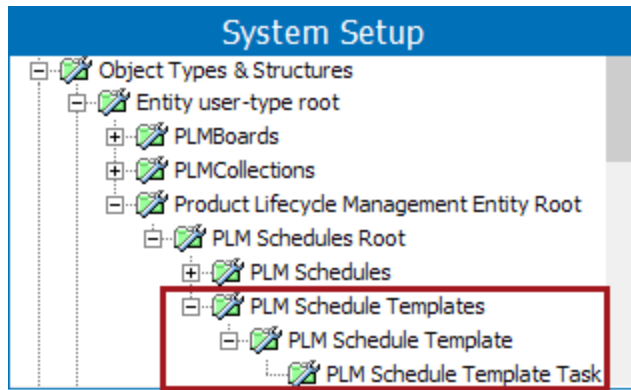 System Setup
Object Types & Structures
Entity user-type root
PLMBoards
PLMCollections
Product Lifecycle Management Entity Root
PLM Schedules Root
PLM Schedules
PLM Schedule Templates
PLM Schedule Template
PLM Schedule Template Task